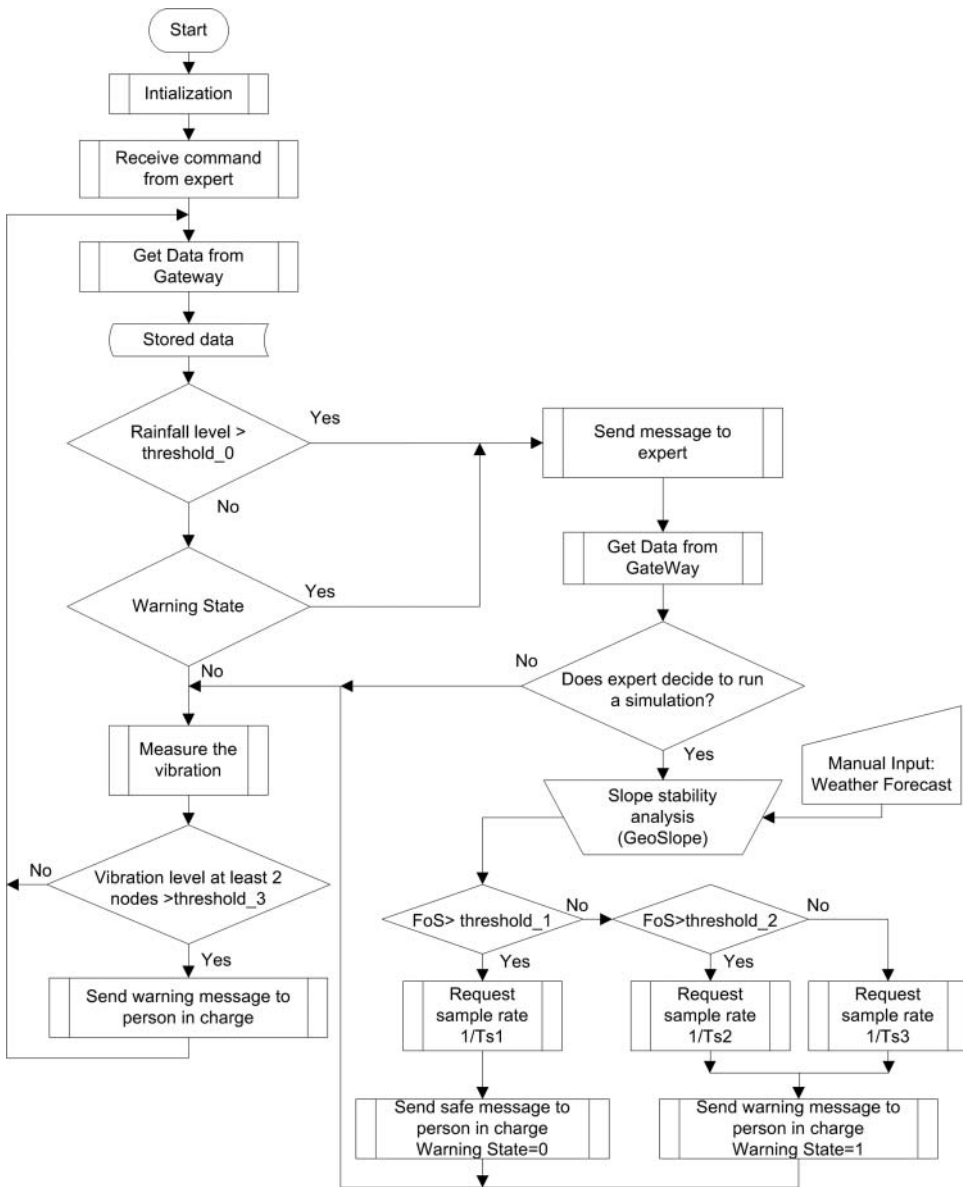 Start
Intialization
Receive command
from expert
Get Data from
Gateway
Stored data
Rainfall level >
threshold_0
Yes
No
Send message to
expert
Get Data from
GateWay
Warning State
Yes
No
Does expert decide to run
a simulation?
No
Yes
Measure the
vibration
Manual Input:
Weather Forecast
Slope stability
analysis
(GeoSlope)
Vibration level at least 2
nodes >threshold_3
No
Yes
FoS> threshold_1
No
Yes
FoS>threshold_2
No
Yes
Send warning message to
person in charge
Request
sample rate
1/Ts1
Request
sample rate
1/Ts2
Request
sample rate
1/Ts3
Send safe message to
person in charge
Warning State=0
Send warning message to
person in charge
Warning State=1